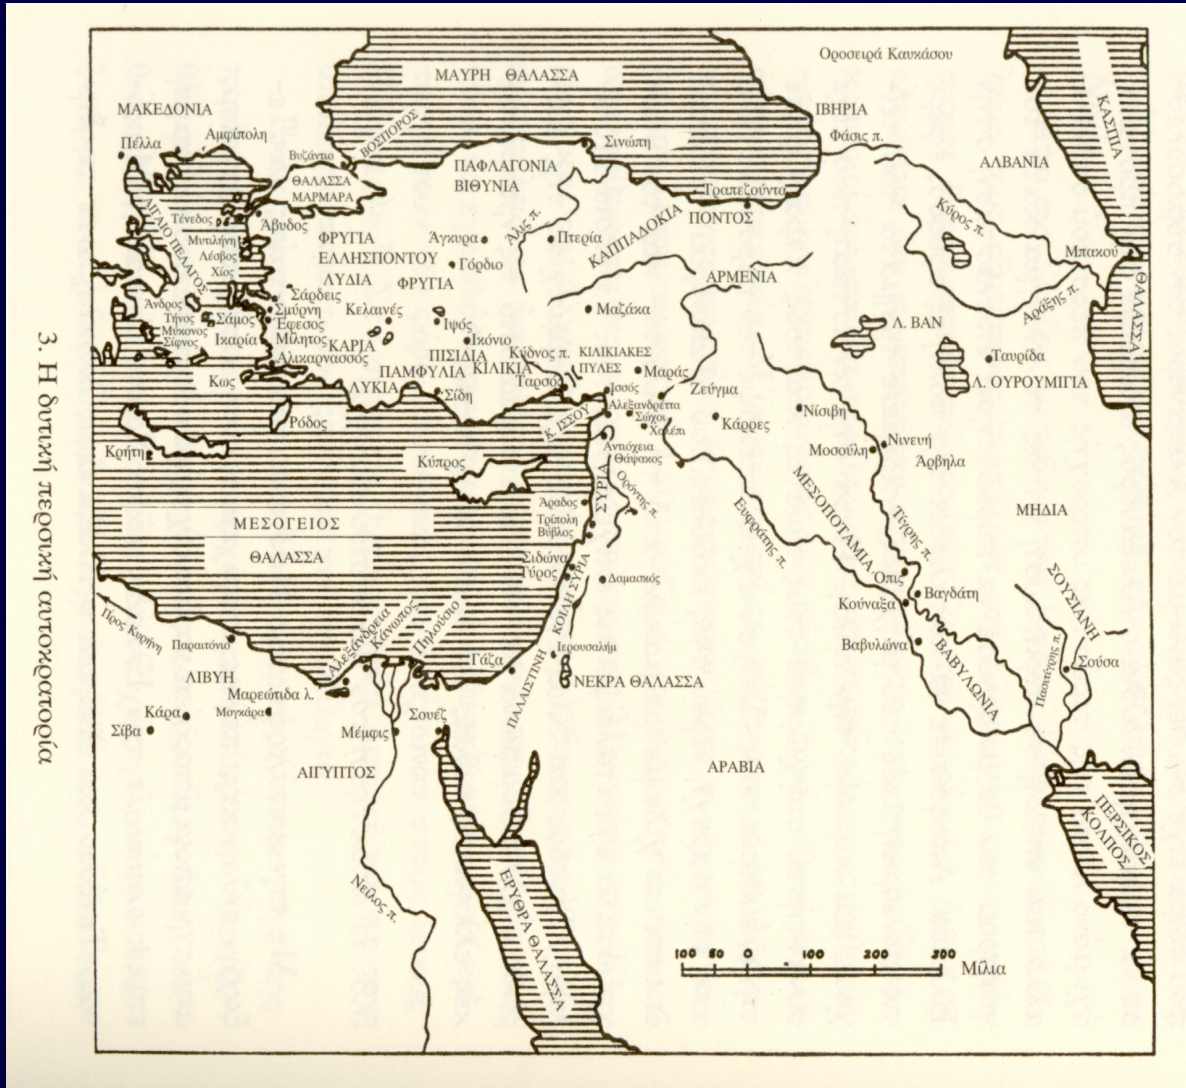 ΜΑΥΡΗ ΘΑΛΑΣΣΑ
Οροσειρά Καυκάσου
ΚΑΣΠΙΑ
ΘΑΛΑΣΣΑ
ΜΑΚΕΔΟΝΙΑ
Πέλλα
Αμφίπολη
Βυζάντιο
ΒΟΣΠΟΡΟΣ
Σινώπη
ΙΒΗΡΙΑ
Φάσις π.
ΑΛΒΑΝΙΑ
ΠΑΦΛΑΓΟΝΙΑ
ΒΙΘΥΝΙΑ
ΘΑΛΑΣΣΑ
ΜΑΡΜΑΡΑ
Τραπεζούντα
ΠΟΝΤΟΣ
ΑΙΓΑΙΟ ΠΕΛΑΓΟΣ
Τένεδος
Άβυδος
Μυτιλήνη
Λέσβος
Χίος
ΦΡΥΓΙΑ
ΕΛΛΗΣΠΟΝΤΟΥ
Άγκυρα
Άλις π.
Πτερία
ΚΑΠΠΑΔΟΚΙΑ
Κύρος π.
Μπακού
Γόρδιο
ΛΥΔΙΑ
ΦΡΥΓΙΑ
ΑΡΜΕΝΙΑ
Αράξης π.
Σάρδεις
Σμύρνη
Έφεσος
Μίλητος
Αλικαρνασσός
Άνδρος
Τήνος
Μύκονος
Σίφνος
Σάμος
Ικαρία
Κελαινές
ΚΑΡΙΑ
Ιψός
Ικόνιο
Μαζάκα
Λ. ΒΑΝ
Ταυρίδα
Λ. ΟΥΡΟΥΜΙΓΙΑ
ΠΙΣΙΔΙΑ
ΠΑΜΦΥΛΙΑ
ΚΙΛΙΚΙΑ
Κύδνος π.
ΚΙΛΙΚΙΑΚΕΣ
ΠΥΛΕΣ
Ταρσός
Μαράς
Ζεύγμα
Κως
ΛΥΚΙΑ
Σίδη
Ισσός
Αλεξανδρέττα
Σώχοι
Χαλέπι
Κάρρες
Νίσιβη
Ρόδος
Κ. ΙΣΣΟΥ
Μοσούλη
Νινευή
Άρβηλα
Κρήτη
Κύπρος
Αντιόχεια
Θάψακος
ΣΥΡΙΑ
Ορόντης π.
Άραδος
Τρίπολη
Βύβλος
ΜΕΣΟΓΕΙΟΣ
ΘΑΛΑΣΣΑ
Ευφράτης π.
ΜΕΣΟΠΟΤΑΜΙΑ
Τίγρης π.
ΜΗΔΙΑ
Σιδώνα
Τύρος
ΚΟΙΛΗ ΣΥΡΙΑ
Δαμασκός
Όπις
Βαγδάτη
Κούναξα
ΣΟΥΣΙΑΝΗ
Προς Κυρήνη
Παραιτόνιο
Αλεξάνδρεια
Κάνωπος
Πηλούσιο
Γάζα
Ιερουσαλήμ
ΠΑΛΑΙΣΤΙΝΗ
ΝΕΚΡΑ ΘΑΛΑΣΣΑ
Βαβυλώνα
ΒΑΒΥΛΩΝΙΑ
Πασιτίγρης π.
Σούσα
ΛΙΒΥΗ
Μαρεώτιδα λ.
Κάρα
Μογκάρα
Σίβα
Σουέζ
Μέμφις
ΑΙΓΥΠΤΟΣ
ΑΡΑΒΙΑ
ΠΕΡΣΙΚΟΣ
ΚΟΛΠΟΣ
Νείλος π.
ΕΡΥΘΡΑ ΘΑΛΑΣΣΑ
100 50 0 100 200 300 Μίλια
3. Η δυτική περσική αυτοκρατορία